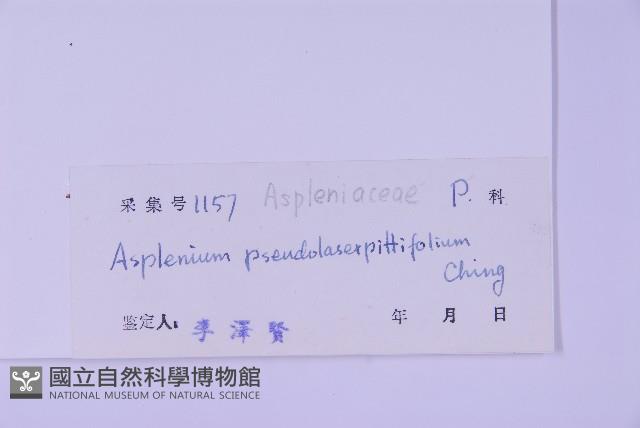 采集号 1157 Aspleniaceae P. 科
Asplenium pseudolaserpittifolium
Ching
鉴定人: 李澤賢 年 月 日
國立自然科學博物館
NATIONAL MUSEUM OF NATURAL SCIENCE